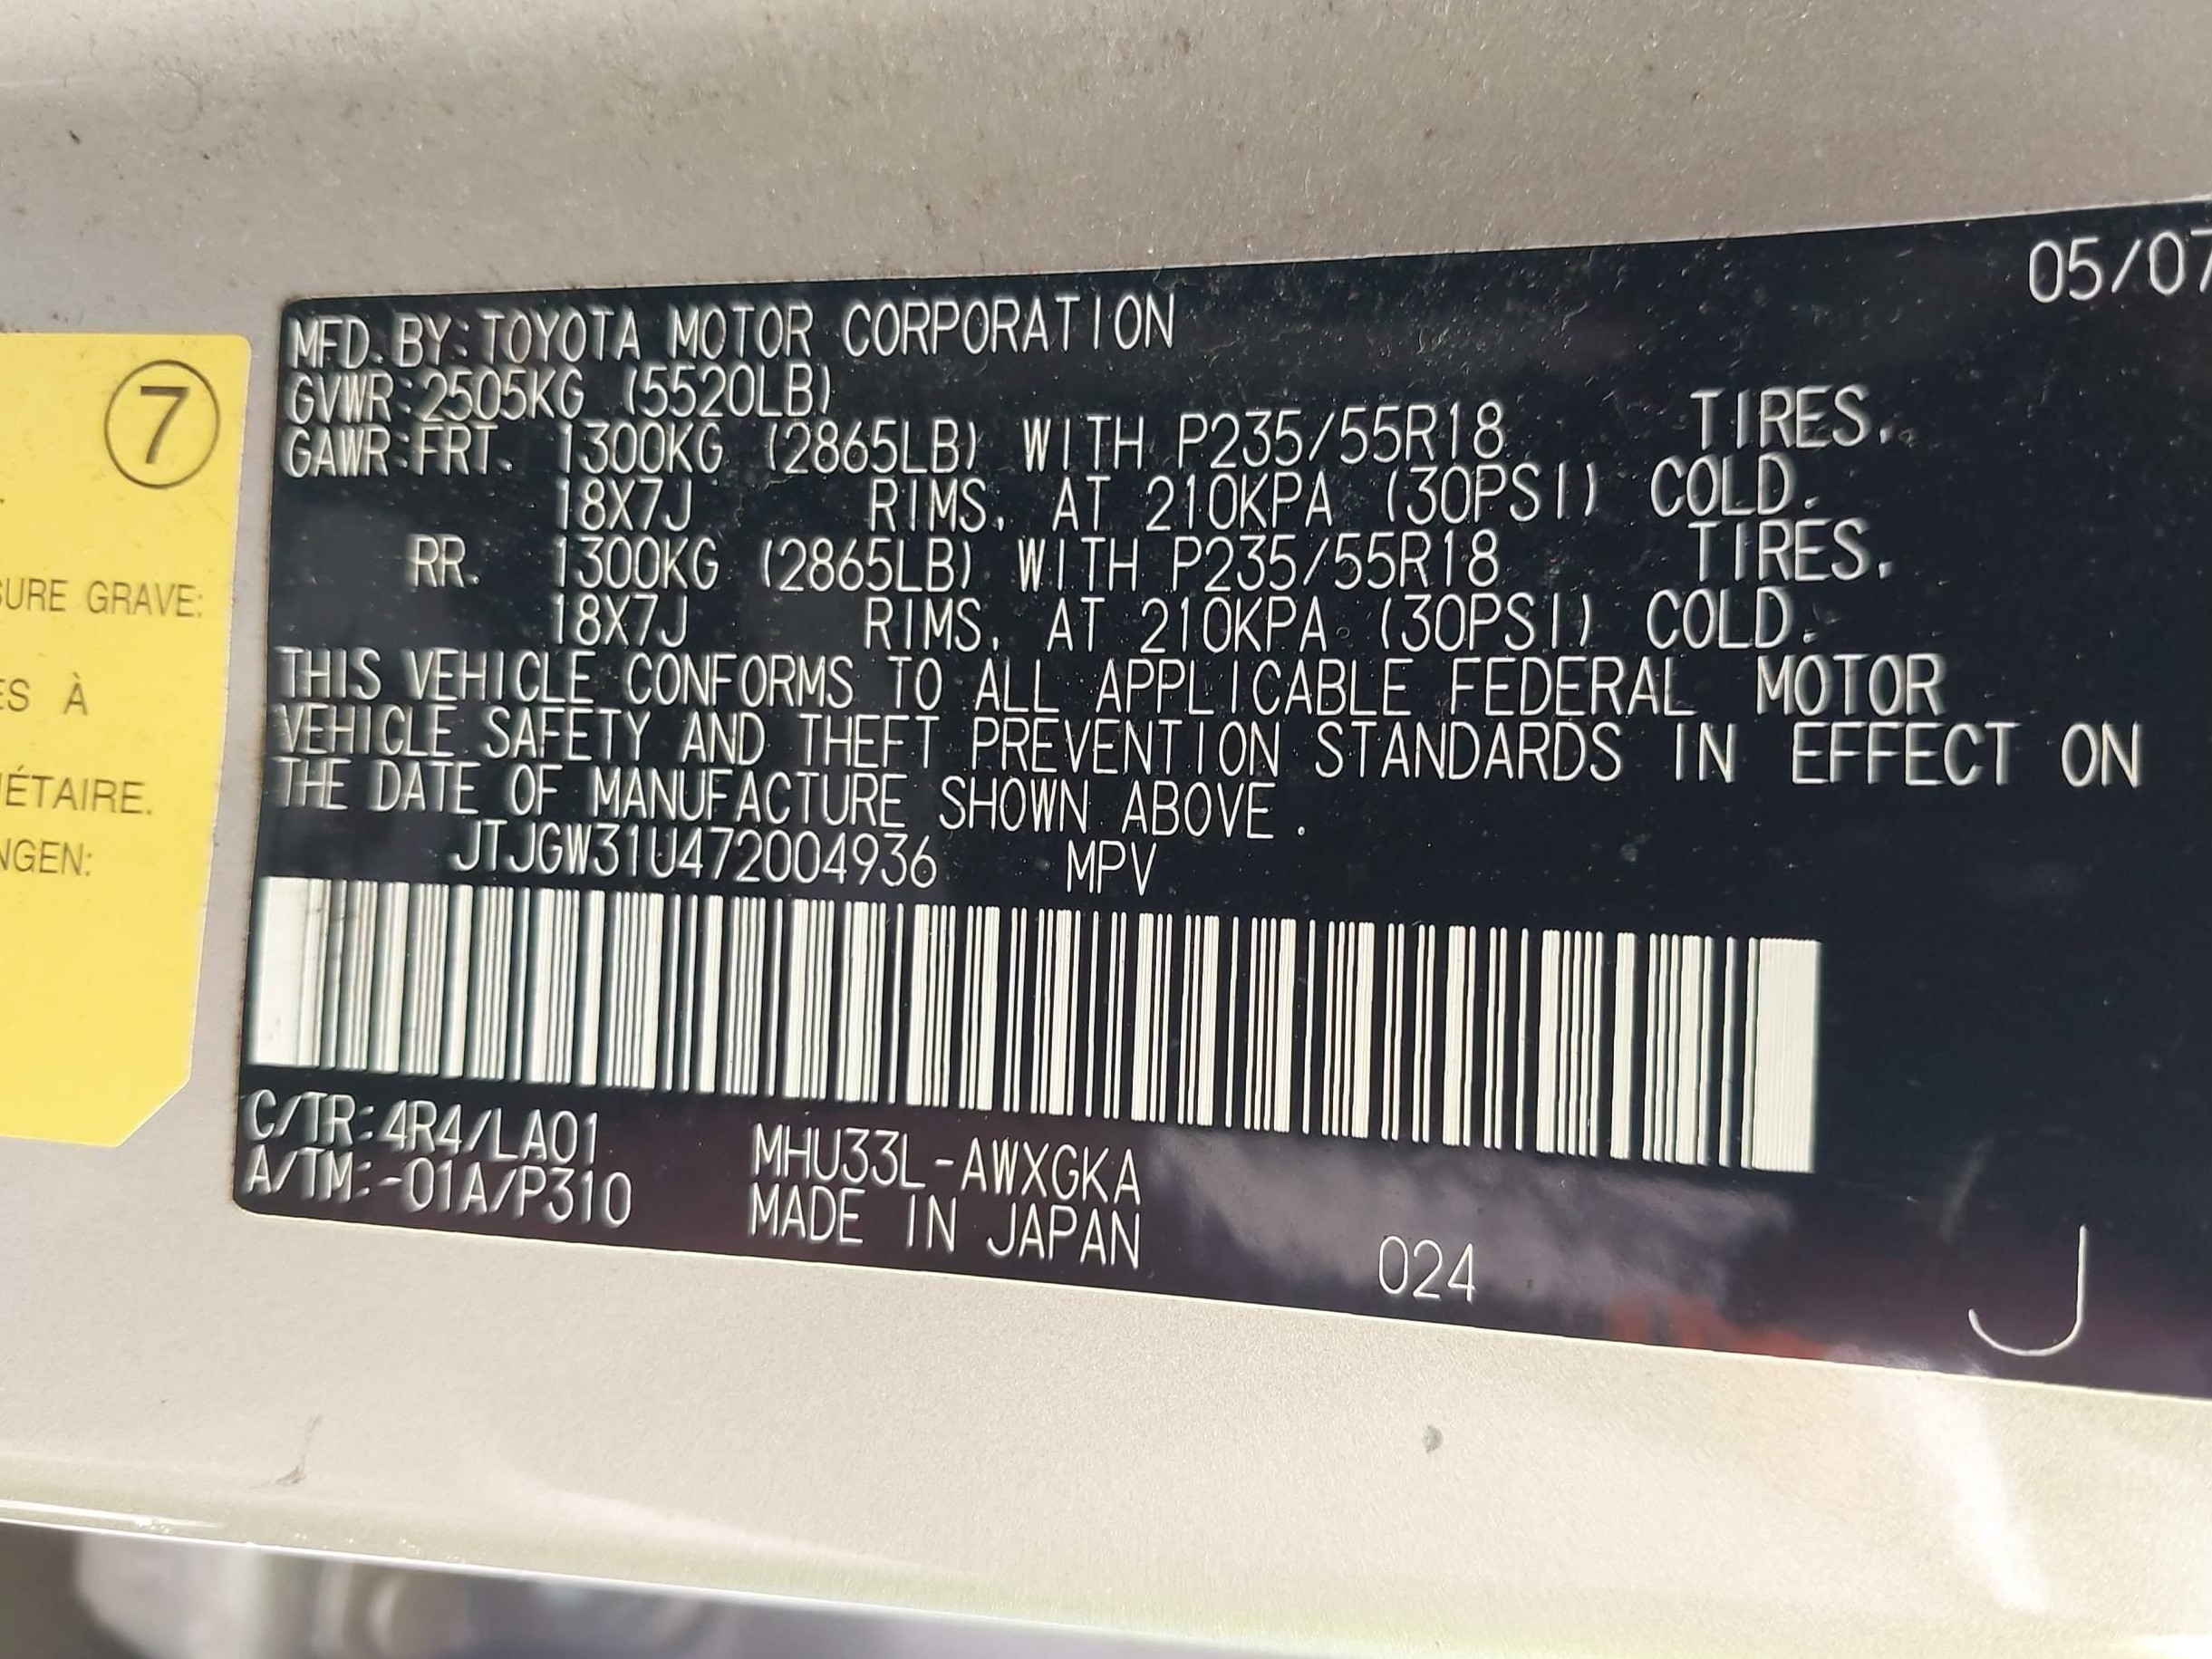 7
SURE GRAVE:
ES À
IÉTAIRE.
NGEN:
05/07
MFD. BY: TOYOTA MOTOR CORPORATION
GVWR:2505KG (5520LB)
GAWR:FRT. 1300KG (2865LB) WITH P235/55R18 TIRES.
18X7J RIMS, AT 210KPA (30PSI) COLD.
RR. 1300KG (2865LB) WITH P235/55R18 TIRES.
18X7J RIMS, AT 210KPA (30PSI) COLD.
THIS VEHICLE CONFORMS TO ALL APPLICABLE FEDERAL MOTOR
VEHICLE SAFETY AND THEFT PREVENTION STANDARDS IN EFFECT ON
THE DATE OF MANUFACTURE SHOWN ABOVE.
JTJGW31U472004936 MPV
C/TR:4R4/LA01 MHU33L-AWXGKA
A/TM:-01A/P310 MADE IN JAPAN
024
J